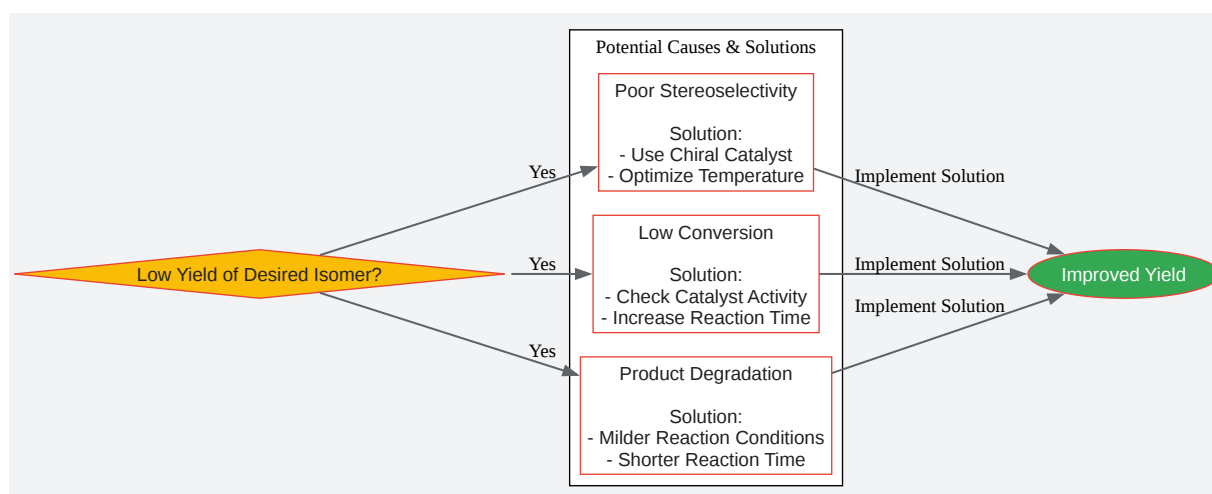 Potential Causes & Solutions
Poor Stereoselectivity
Solution:
- Use Chiral Catalyst
- Optimize Temperature
Yes
Implement Solution
Low Conversion
Solution:
- Check Catalyst Activity
- Increase Reaction Time
Low Yield of Desired Isomer?
Yes
Implement Solution
Improved Yield
Implement Solution
Yes
Product Degradation
Solution:
- Milder Reaction Conditions
- Shorter Reaction Time